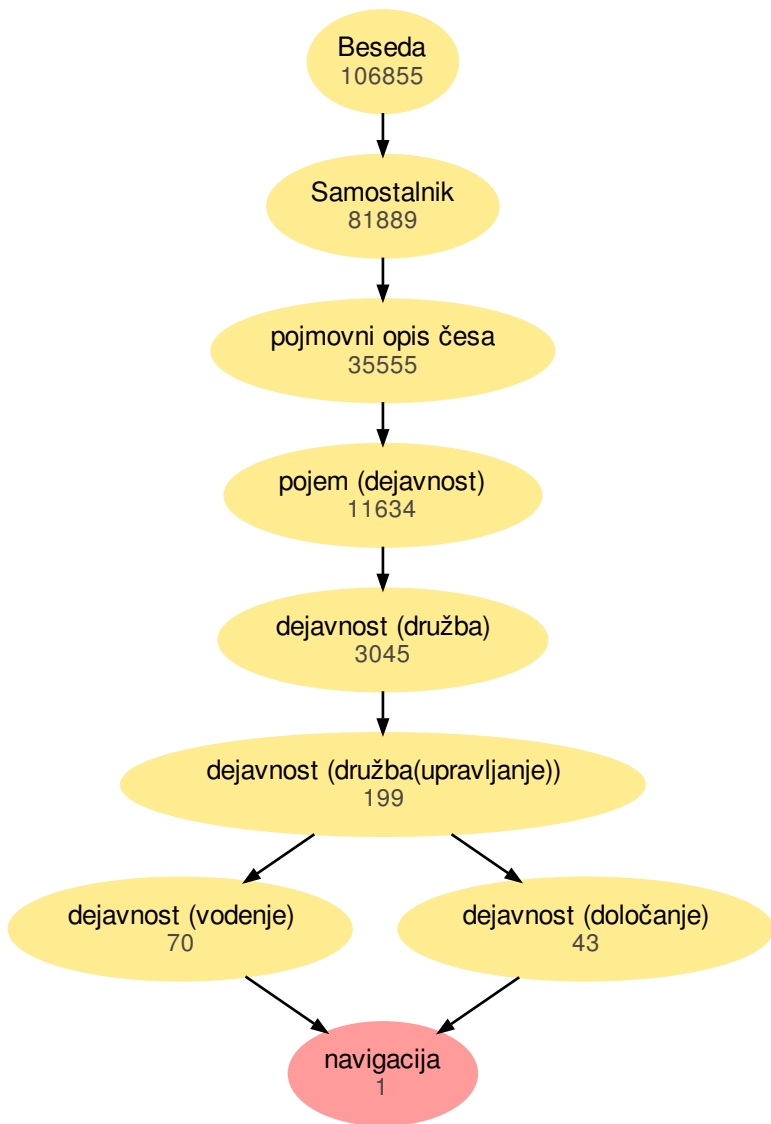 Beseda
106855
Samostalnik
81889
pojmovni opis česa
35555
pojem (dejavnost)
11634
dejavnost (družba)
3045
dejavnost (družba(upravljanje))
199
dejavnost (vodenje)
70
dejavnost (določanje)
43
navigacija
1